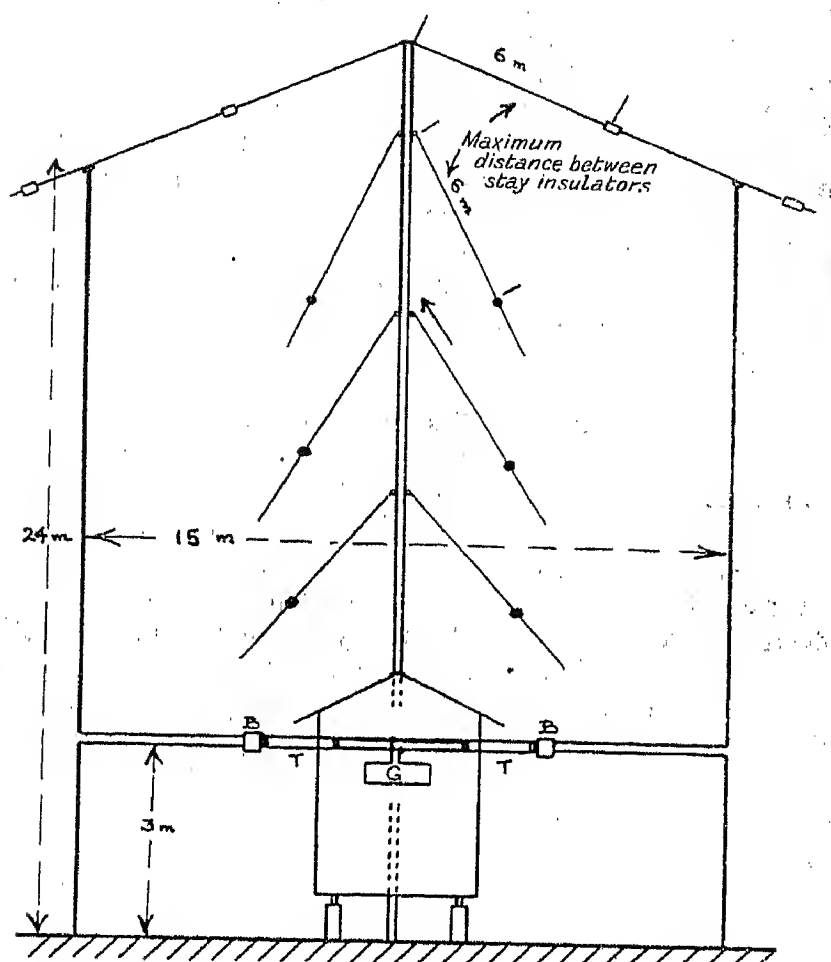 6 m
Maximum
distance between
stay insulators
6 m
24 m
15 m
B
B
T
T
G
3 m